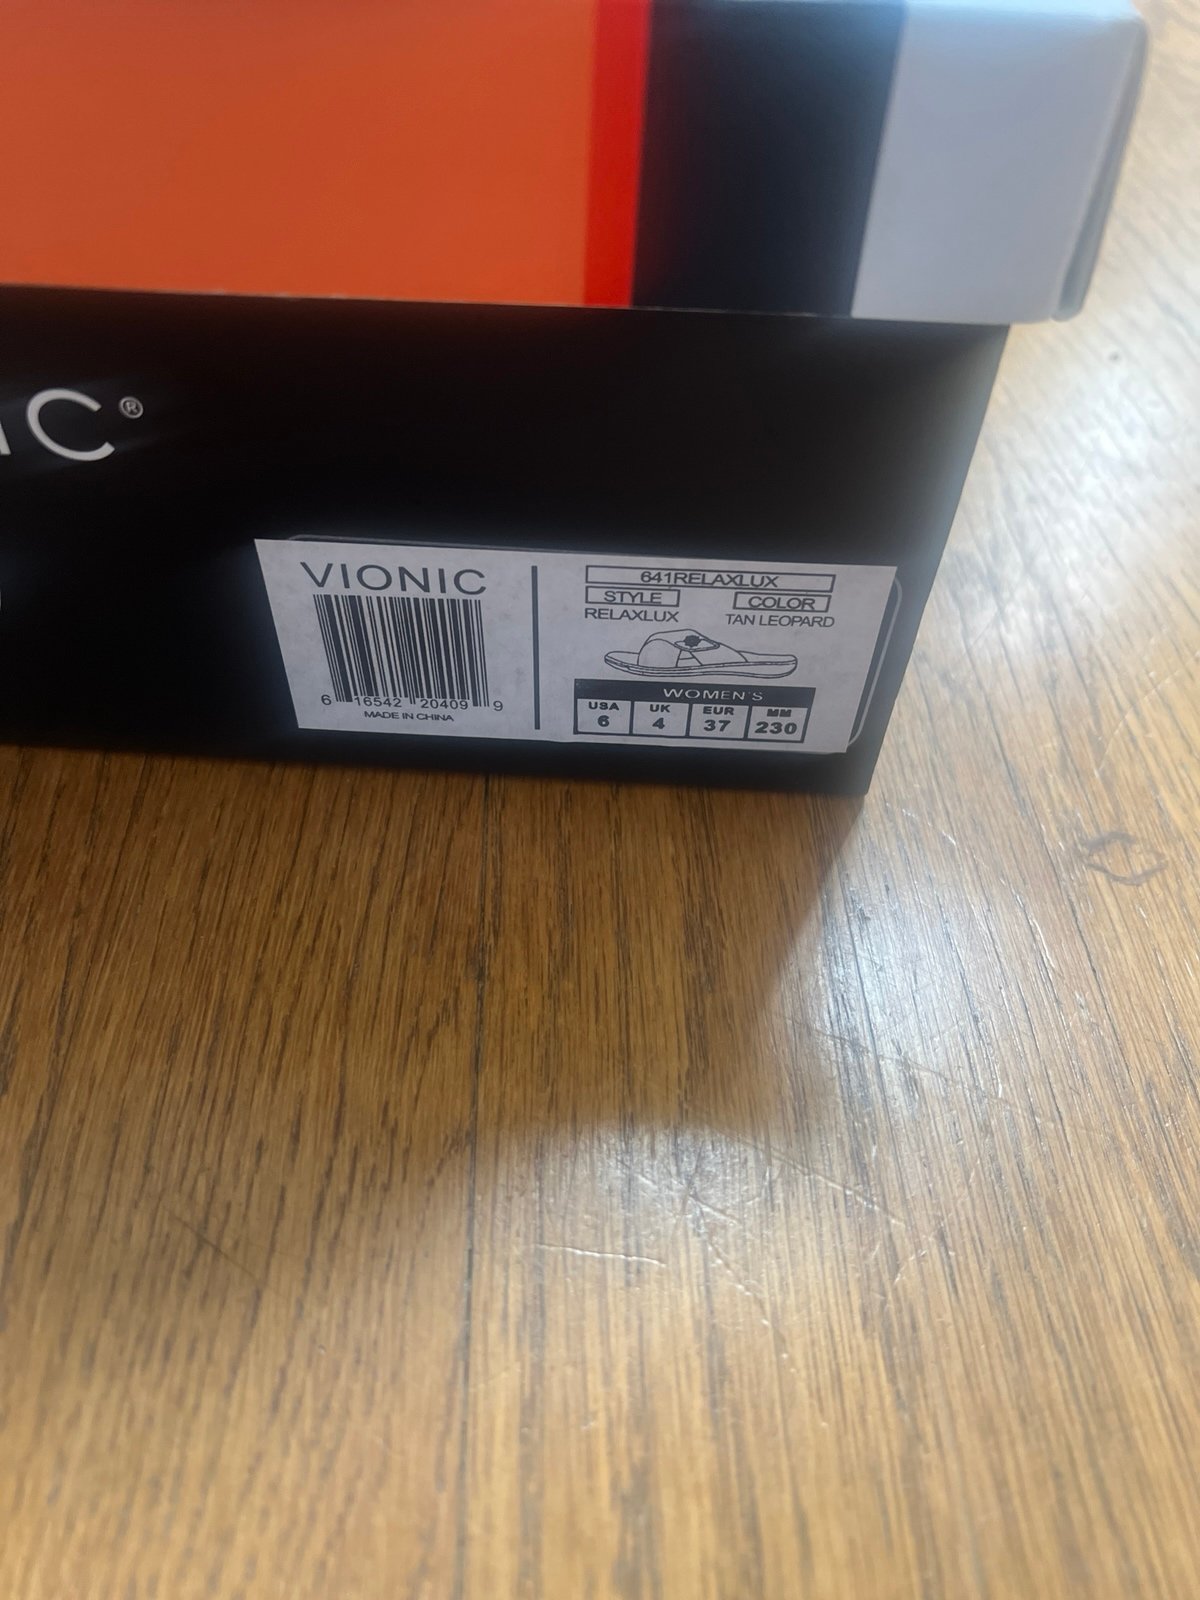 IC®
VIONIC
6 16542 20409 9
MADE IN CHINA
641RELAXLUX
STYLE COLOR
RELAXLUX TAN LEOPARD
WOMEN'S
USA UK EUR MM
6 4 37 230